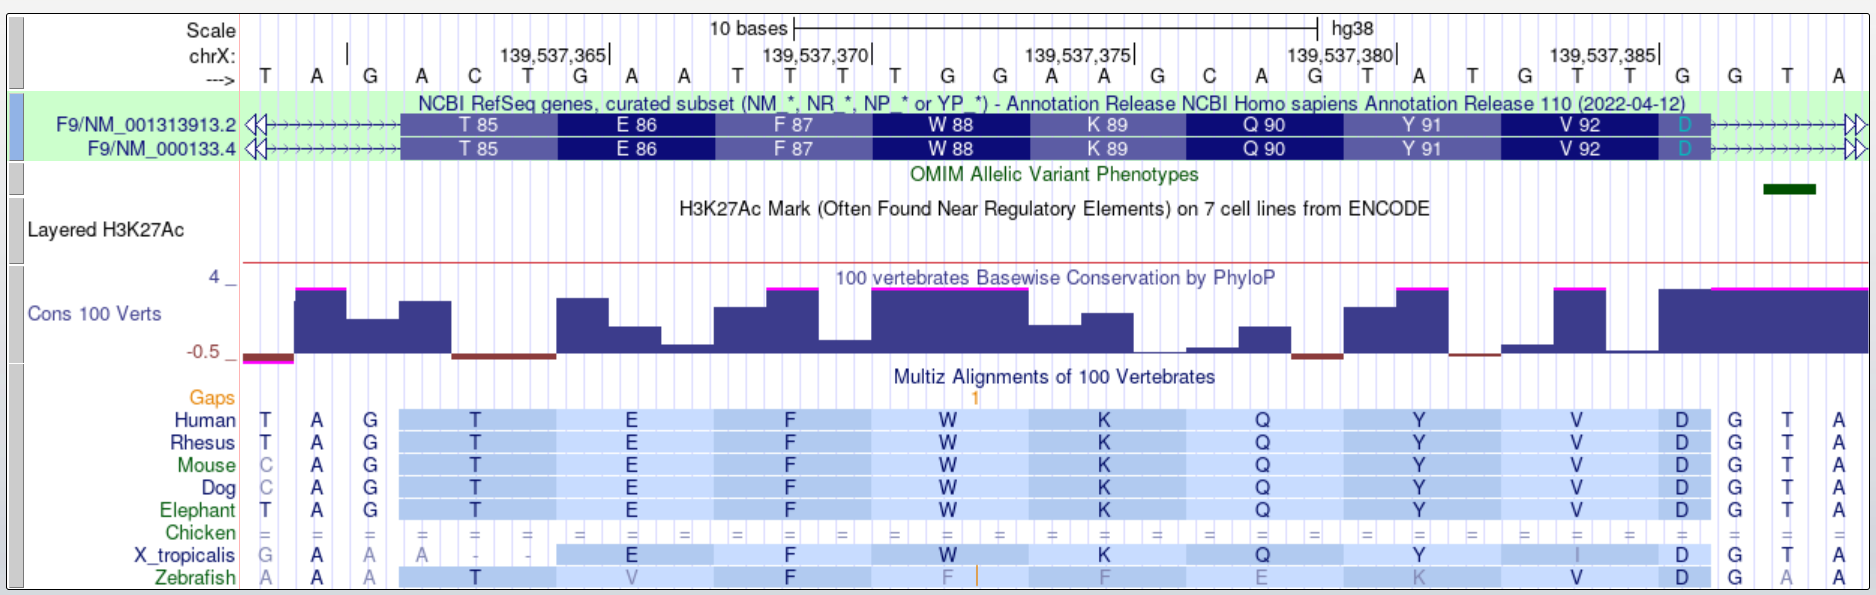 Scale 10 bases hg38
chrX: 139,537,365 139,537,370 139,537,375 139,537,380 139,537,385
---> T A G A C T G A A T T T T G G A A G C A G T A T G T T G G T A
NCBI RefSeq genes, curated subset (NM_*, NR_*, NP_* or YP_*) - Annotation Release NCBI Homo sapiens Annotation Release 110 (2022-04-12)
F9/NM_001313913.2 T 85 E 86 F 87 W 88 K 89 Q 90 Y 91 V 92 D
F9/NM_000133.4 T 85 E 86 F 87 W 88 K 89 Q 90 Y 91 V 92 D
OMIM Allelic Variant Phenotypes
H3K27Ac Mark (Often Found Near Regulatory Elements) on 7 cell lines from ENCODE
Layered H3K27Ac
4 _ 100 vertebrates Basewise Conservation by PhyloP
Cons 100 Verts
-0.5 _
Multiz Alignments of 100 Vertebrates
Gaps 1
Human T A G T E F W K Q Y V D G T A
Rhesus T A G T E F W K Q Y V D G T A
Mouse C A G T E F W K Q Y V D G T A
Dog C A G T E F W K Q Y V D G T A
Elephant T A G T E F W K Q Y V D G T A
Chicken = = = = = = = = = = = = = = = = = = = = = = = = = = = = = = =
X_tropicalis G A A A - - E F W K Q Y I D G T A
Zebrafish A A A T V F F F E K V D G A A